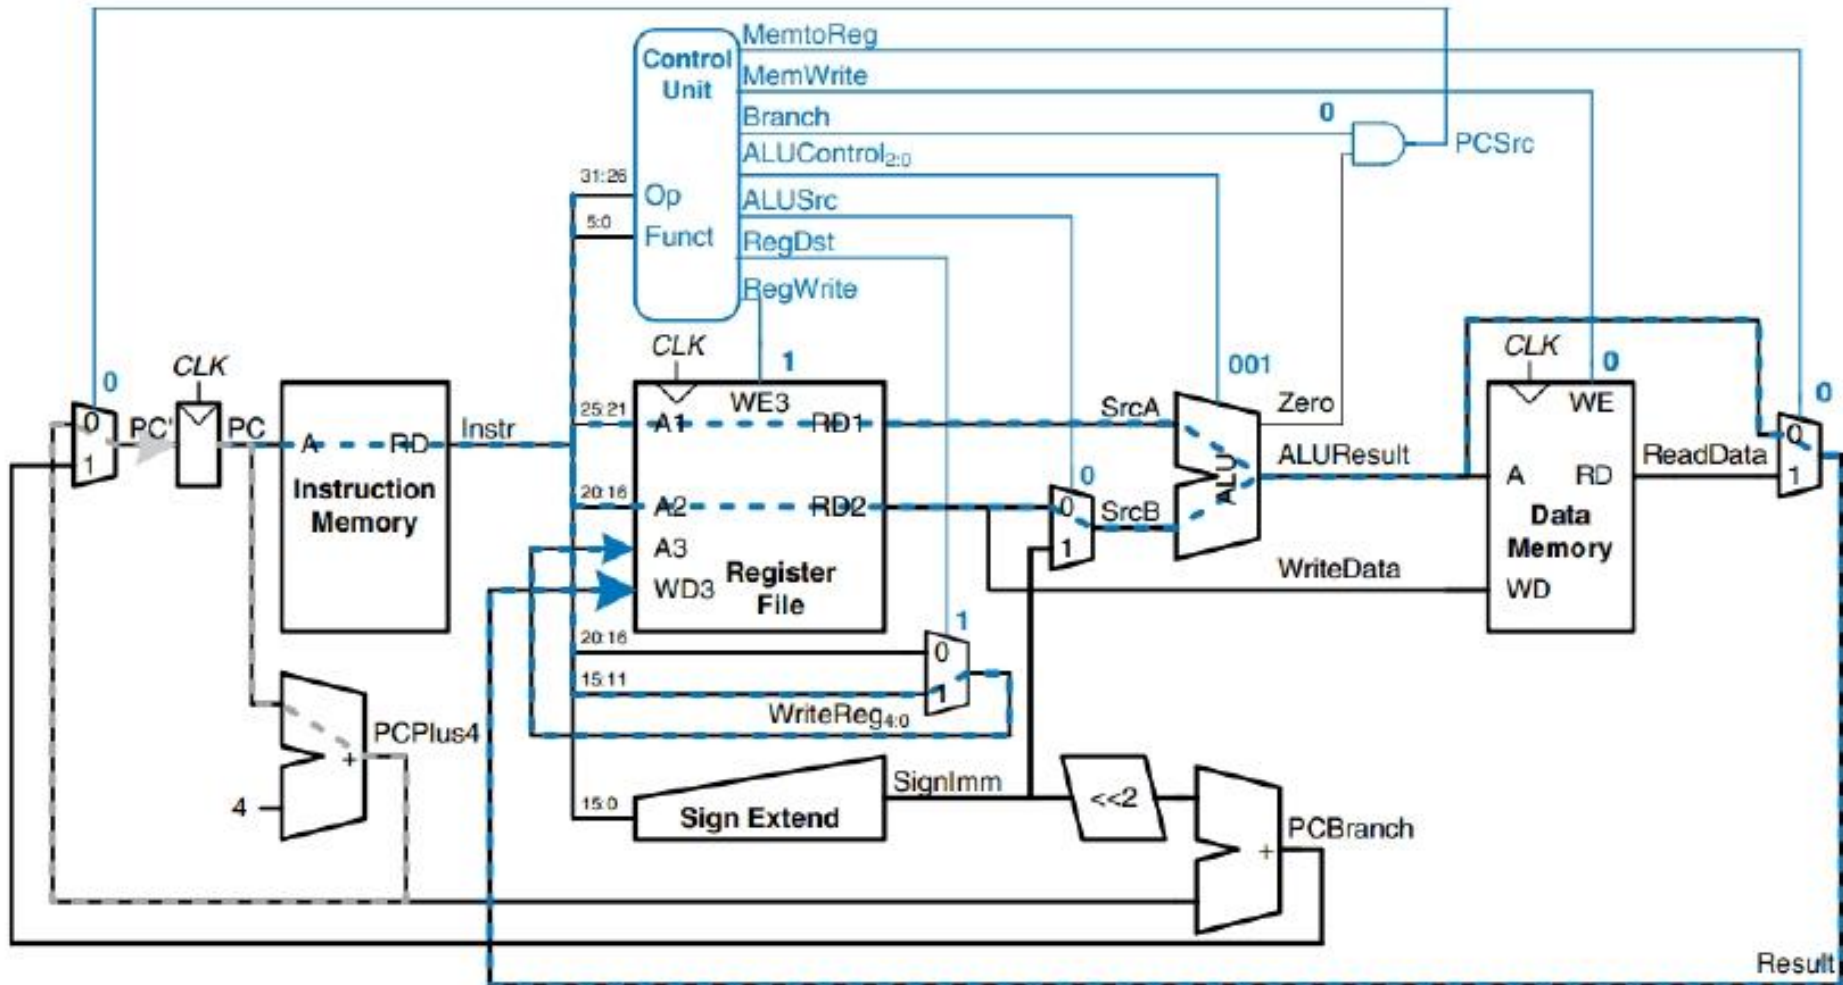 MemtoReg
Control
Unit
MemWrite
Branch
0
PCSrc
ALUControl2:0
31:26
Op
ALUSrc
5:0
Funct
RegDst
RegWrite
CLK
CLK
CLK
0
1
001
0
0
0
PC'
PC
A
RD
Instr
25:21
A1
WE3
RD1
SrcA
Zero
WE
0
1
Instruction
Memory
20:16
A2
RD2
0
0
1
SrcB
ALU
ALUResult
A
RD
ReadData
0
1
A3
WD3
Register
File
Data
Memory
WriteData
WD
20:16
1
0
1
15:11
WriteReg4:0
PCPlus4
+
4
15:0
Sign Extend
SignImm
<<2
PCBranch
+
Result